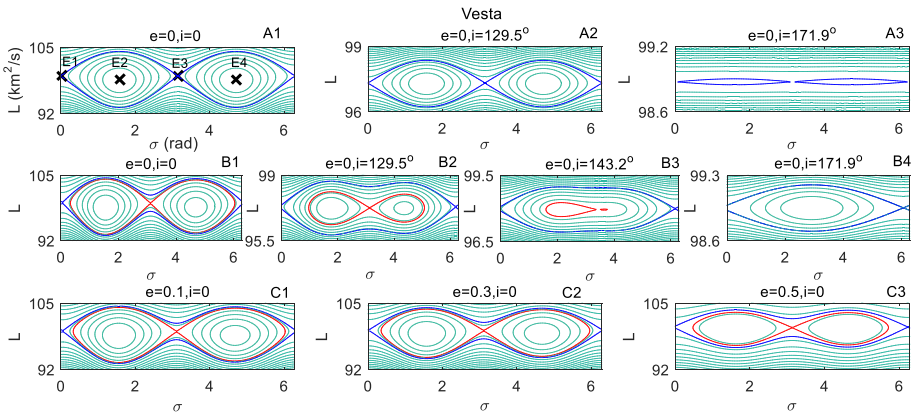 Vesta
e=0,i=0 A1
L (km²/s)
105
92
E1 E2 E3 E4
0 2 4 6
σ (rad)
e=0,i=129.5° A2
L
99
96
0 2 4 6
σ
e=0,i=171.9° A3
L
99.2
98.6
0 2 4 6
σ
e=0,i=0 B1
L
105
92
0 2 4 6
σ
e=0,i=129.5° B2
L
99
95.5
0 2 4 6
σ
e=0,i=143.2° B3
L
99.5
96.5
0 2 4 6
σ
e=0,i=171.9° B4
L
99.3
98.6
0 2 4 6
σ
e=0.1,i=0 C1
L
105
92
0 2 4 6
σ
e=0.3,i=0 C2
L
105
92
0 2 4 6
σ
e=0.5,i=0 C3
L
105
92
0 2 4 6
σ